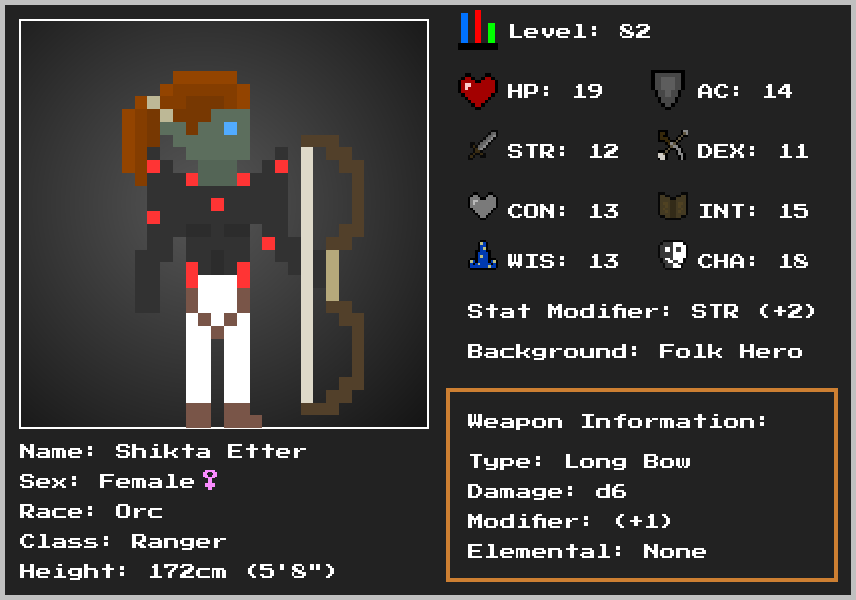 Level: 82
HP: 19
AC: 14
STR: 12
DEX: 11
CON: 13
INT: 15
WIS: 13
CHA: 18
Stat Modifier: STR (+2)
Background: Folk Hero
Weapon Information:
Type: Long Bow
Damage: d6
Modifier: (+1)
Elemental: None
Name: Shikta Etter
Sex: Female♀
Race: Orc
Class: Ranger
Height: 172cm (5'8")